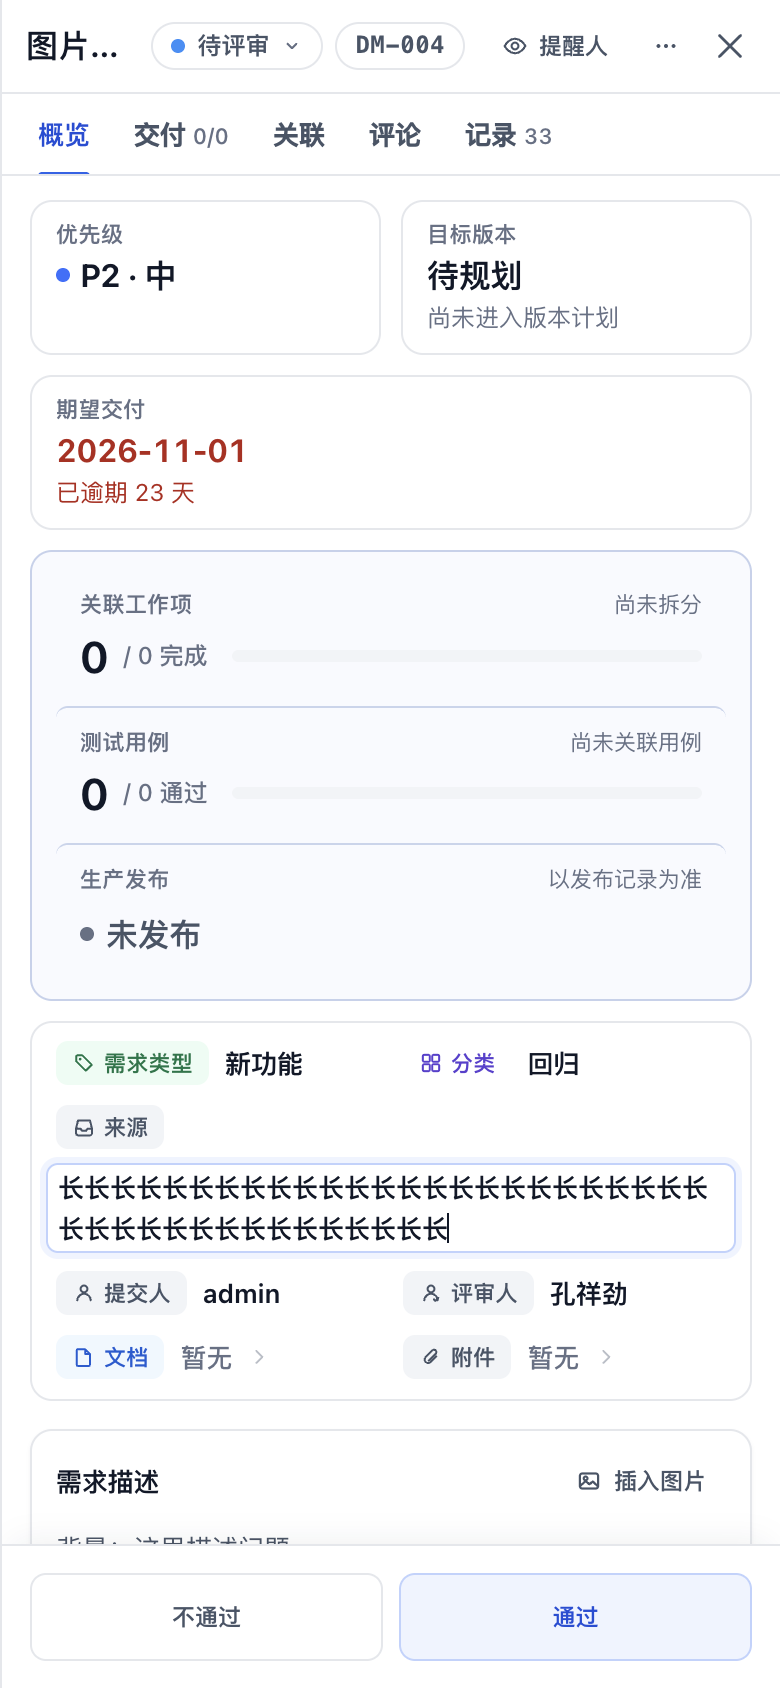 图片...
待评审
DM-004
提醒人
概览
交付 0/0
关联
评论
记录 33
优先级
P2 · 中
目标版本
待规划
尚未进入版本计划
期望交付
2026-11-01
已逾期 23 天
关联工作项
尚未拆分
0 / 0 完成
测试用例
尚未关联用例
0 / 0 通过
生产发布
以发布记录为准
未发布
需求类型 新功能
分类 回归
来源
长长长长长长长长长长长长长长长长长长长长长长长长长
长长长长长长长长长长长长长长长
提交人 admin
评审人 孔祥劲
文档 暂无
附件 暂无
需求描述
插入图片
不通过
通过